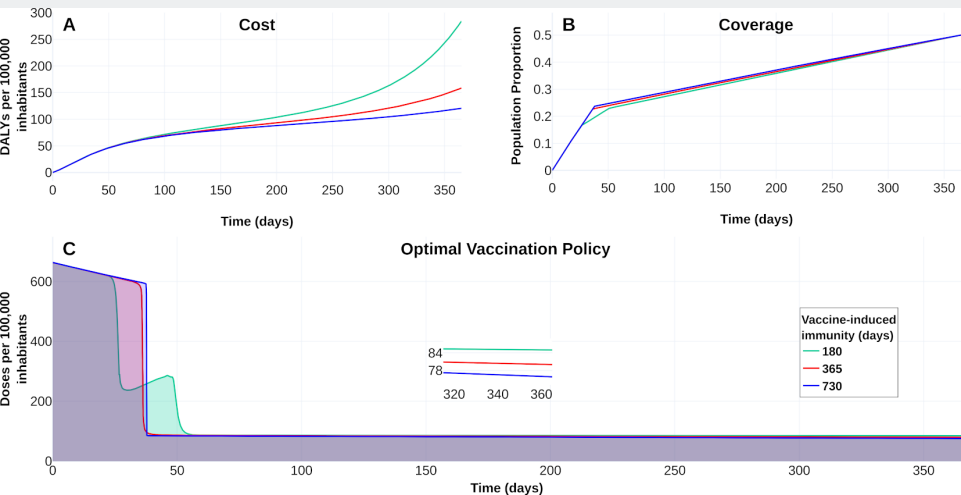 A
Cost
DALYs per 100,000
inhabitants
300
250
200
150
100
50
0
0 50 100 150 200 250 300 350
Time (days)
B
Coverage
Population Proportion
0.5
0.4
0.3
0.2
0.1
0
0 50 100 150 200 250 300 350
Time (days)
C
Optimal Vaccination Policy
Doses per 100,000
inhabitants
600
400
200
0
84
78
320 340 360
Vaccine-induced
immunity (days)
180
365
730
0 50 100 150 200 250 300 350
Time (days)